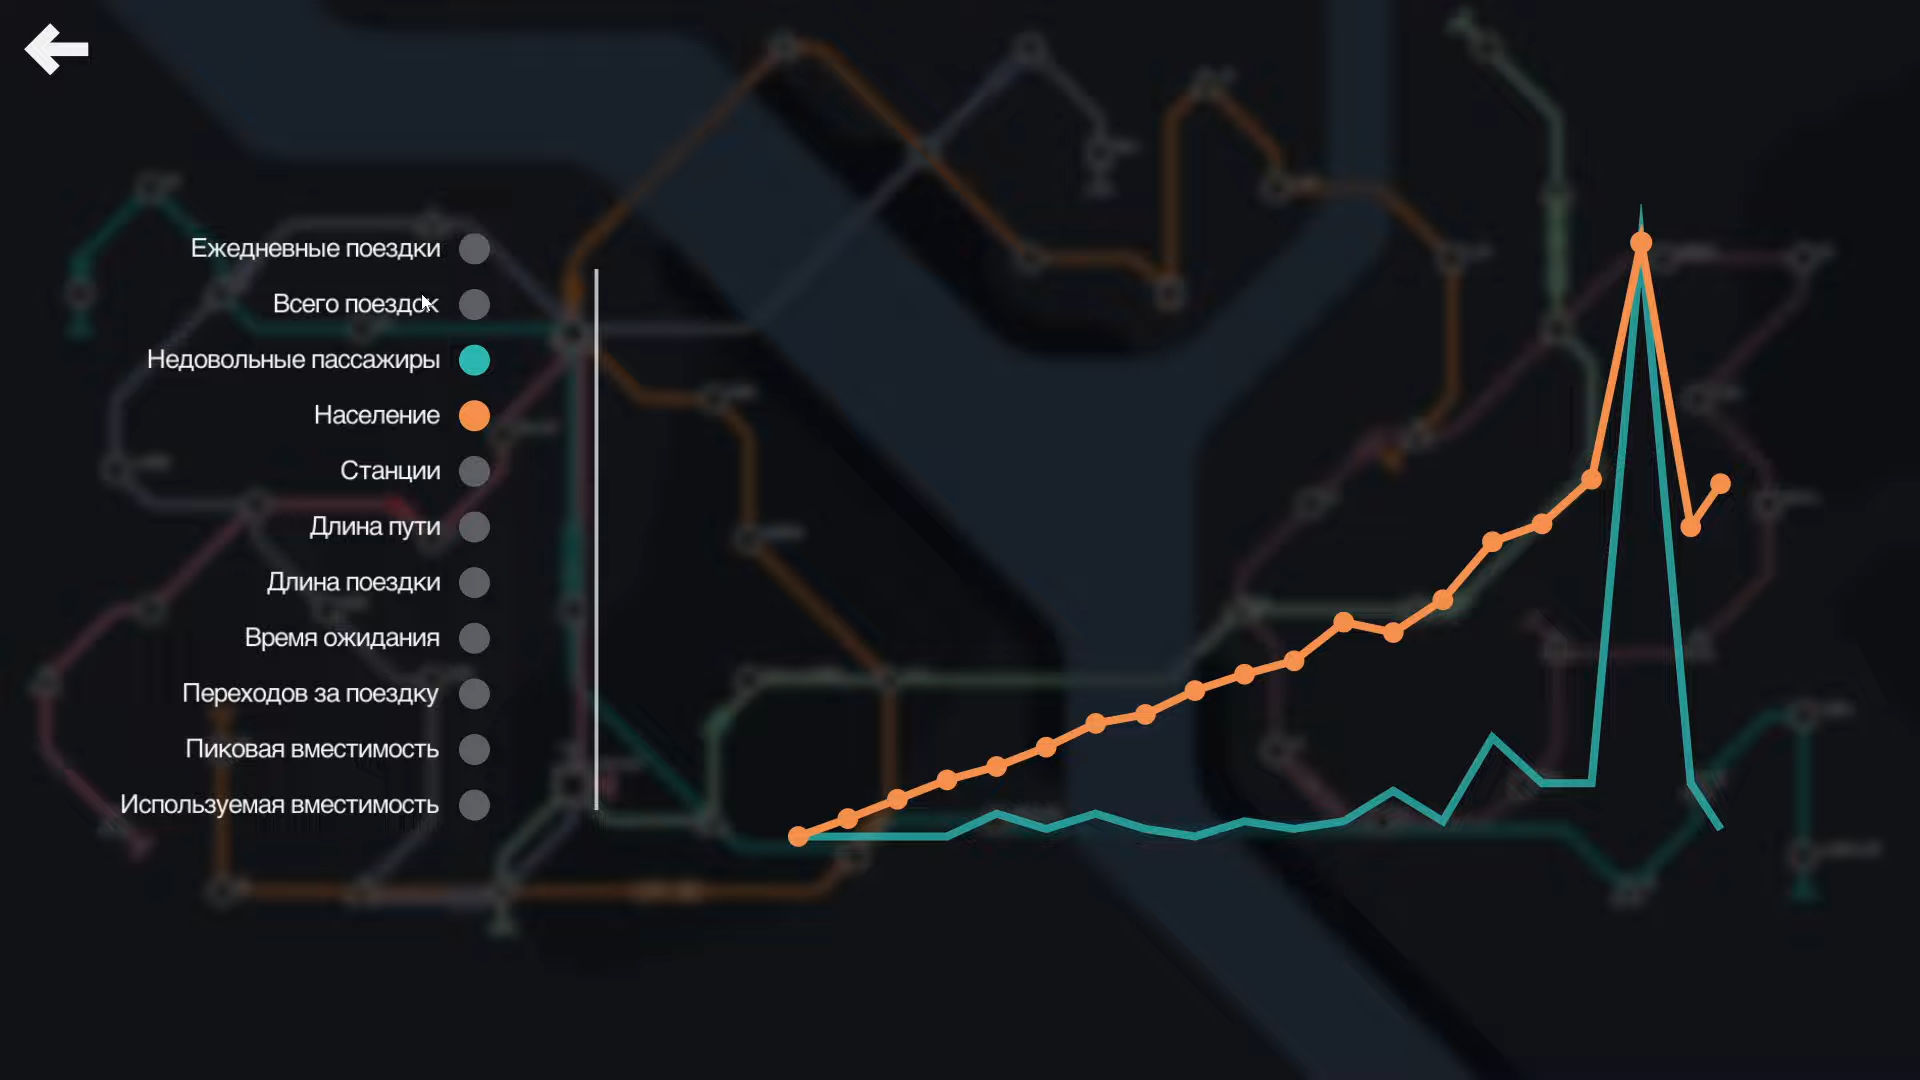 Ежедневные поездки
Всего поездок
Недовольные пассажиры
Население
Станции
Длина пути
Длина поездки
Время ожидания
Переходов за поездку
Пиковая вместимость
Используемая вместимость